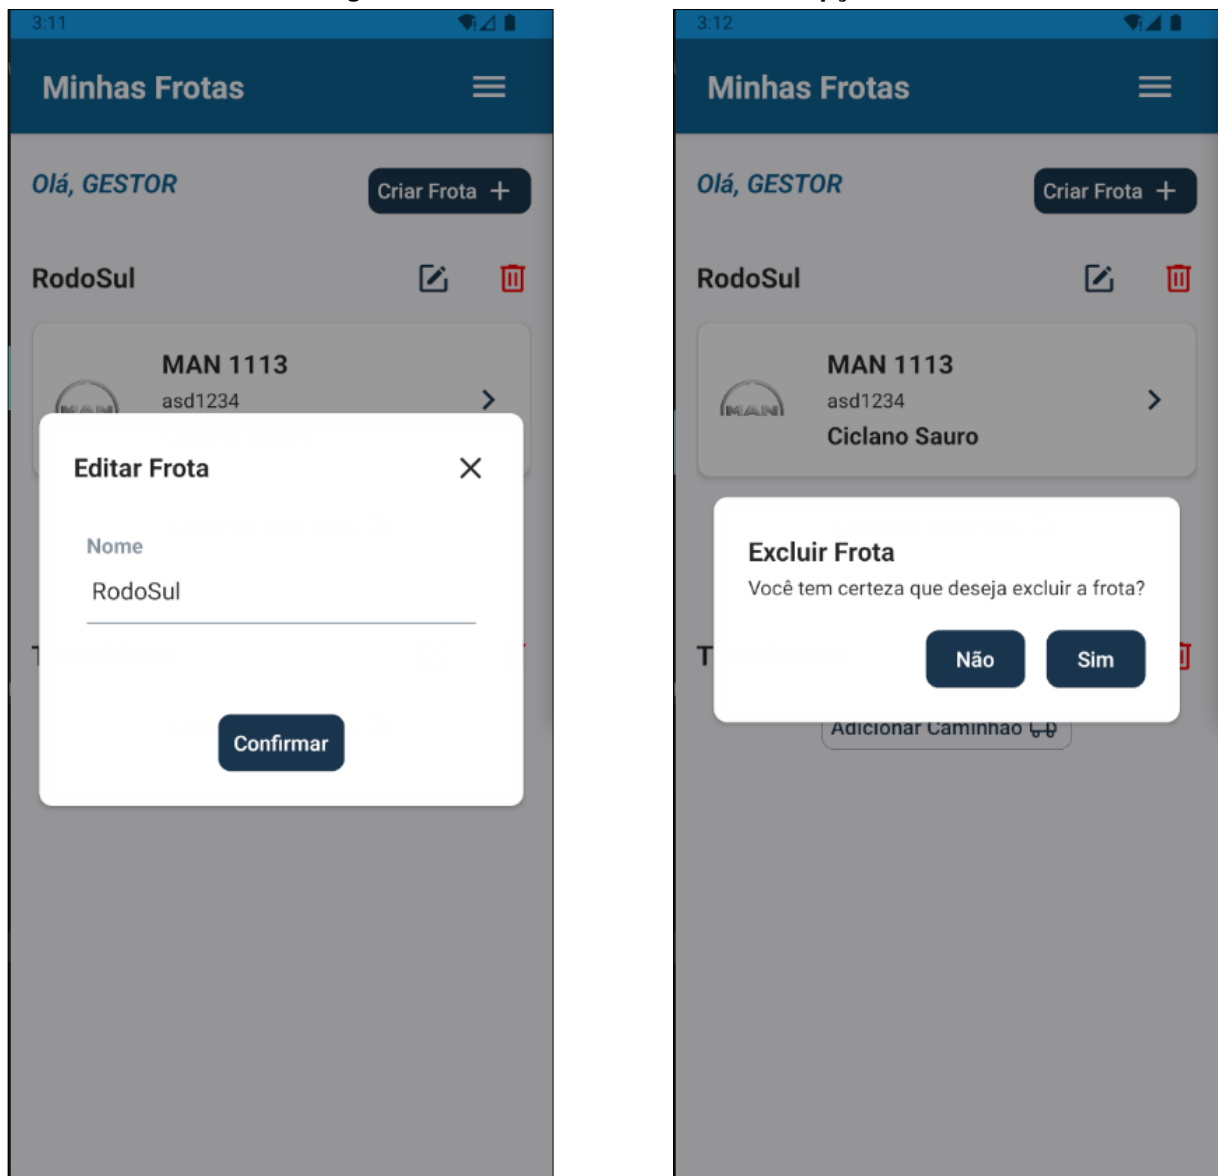 3:11
Minhas Frotas
Olá, GESTOR
Criar Frota +
RodoSul
MAN 1113
asd1234
MAN
Editar Frota
Nome
RodoSul
Confirmar
3:12
Minhas Frotas
Olá, GESTOR
Criar Frota +
RodoSul
MAN 1113
asd1234
MAN
Ciclano Sauro
Excluir Frota
Você tem certeza que deseja excluir a frota?
Não
Sim
Adicionar Caminhão